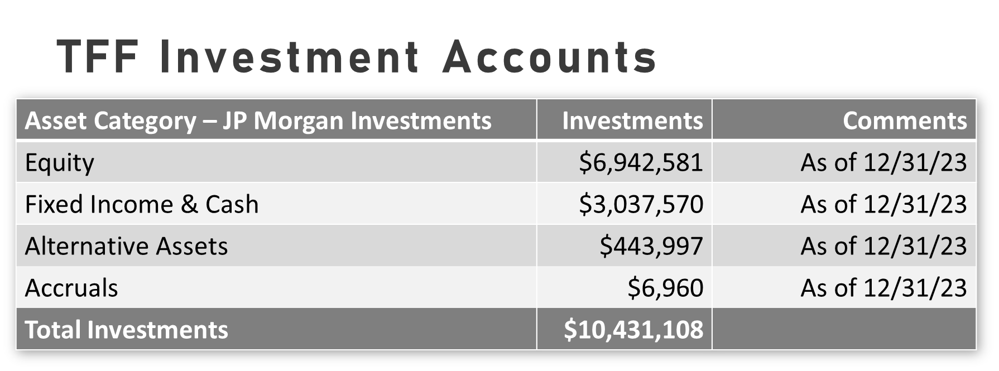 TFF Investment Accounts
Asset Category – JP Morgan Investments Investments Comments
Equity $6,942,581 As of 12/31/23
Fixed Income & Cash $3,037,570 As of 12/31/23
Alternative Assets $443,997 As of 12/31/23
Accruals $6,960 As of 12/31/23
Total Investments $10,431,108